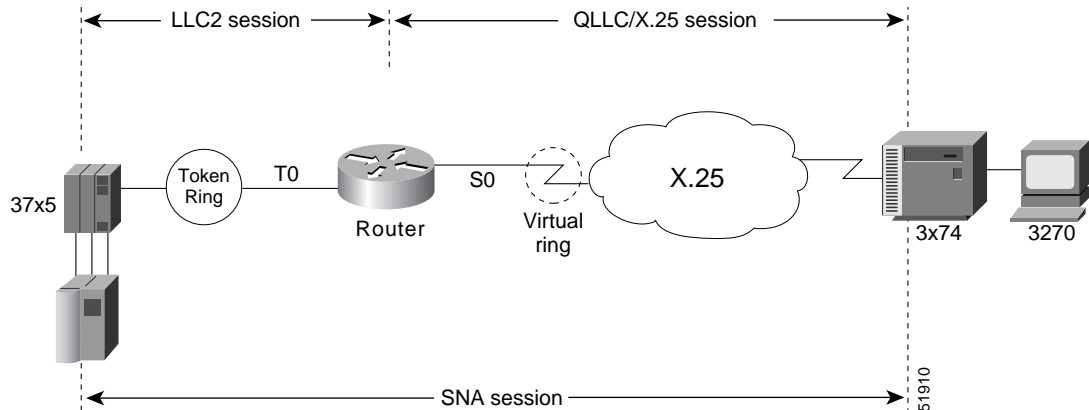 LLC2 session
QLLC/X.25 session
Token
Ring
T0
S0
X.25
37x5
Router
Virtual
ring
3x74
3270
SNA session
51910